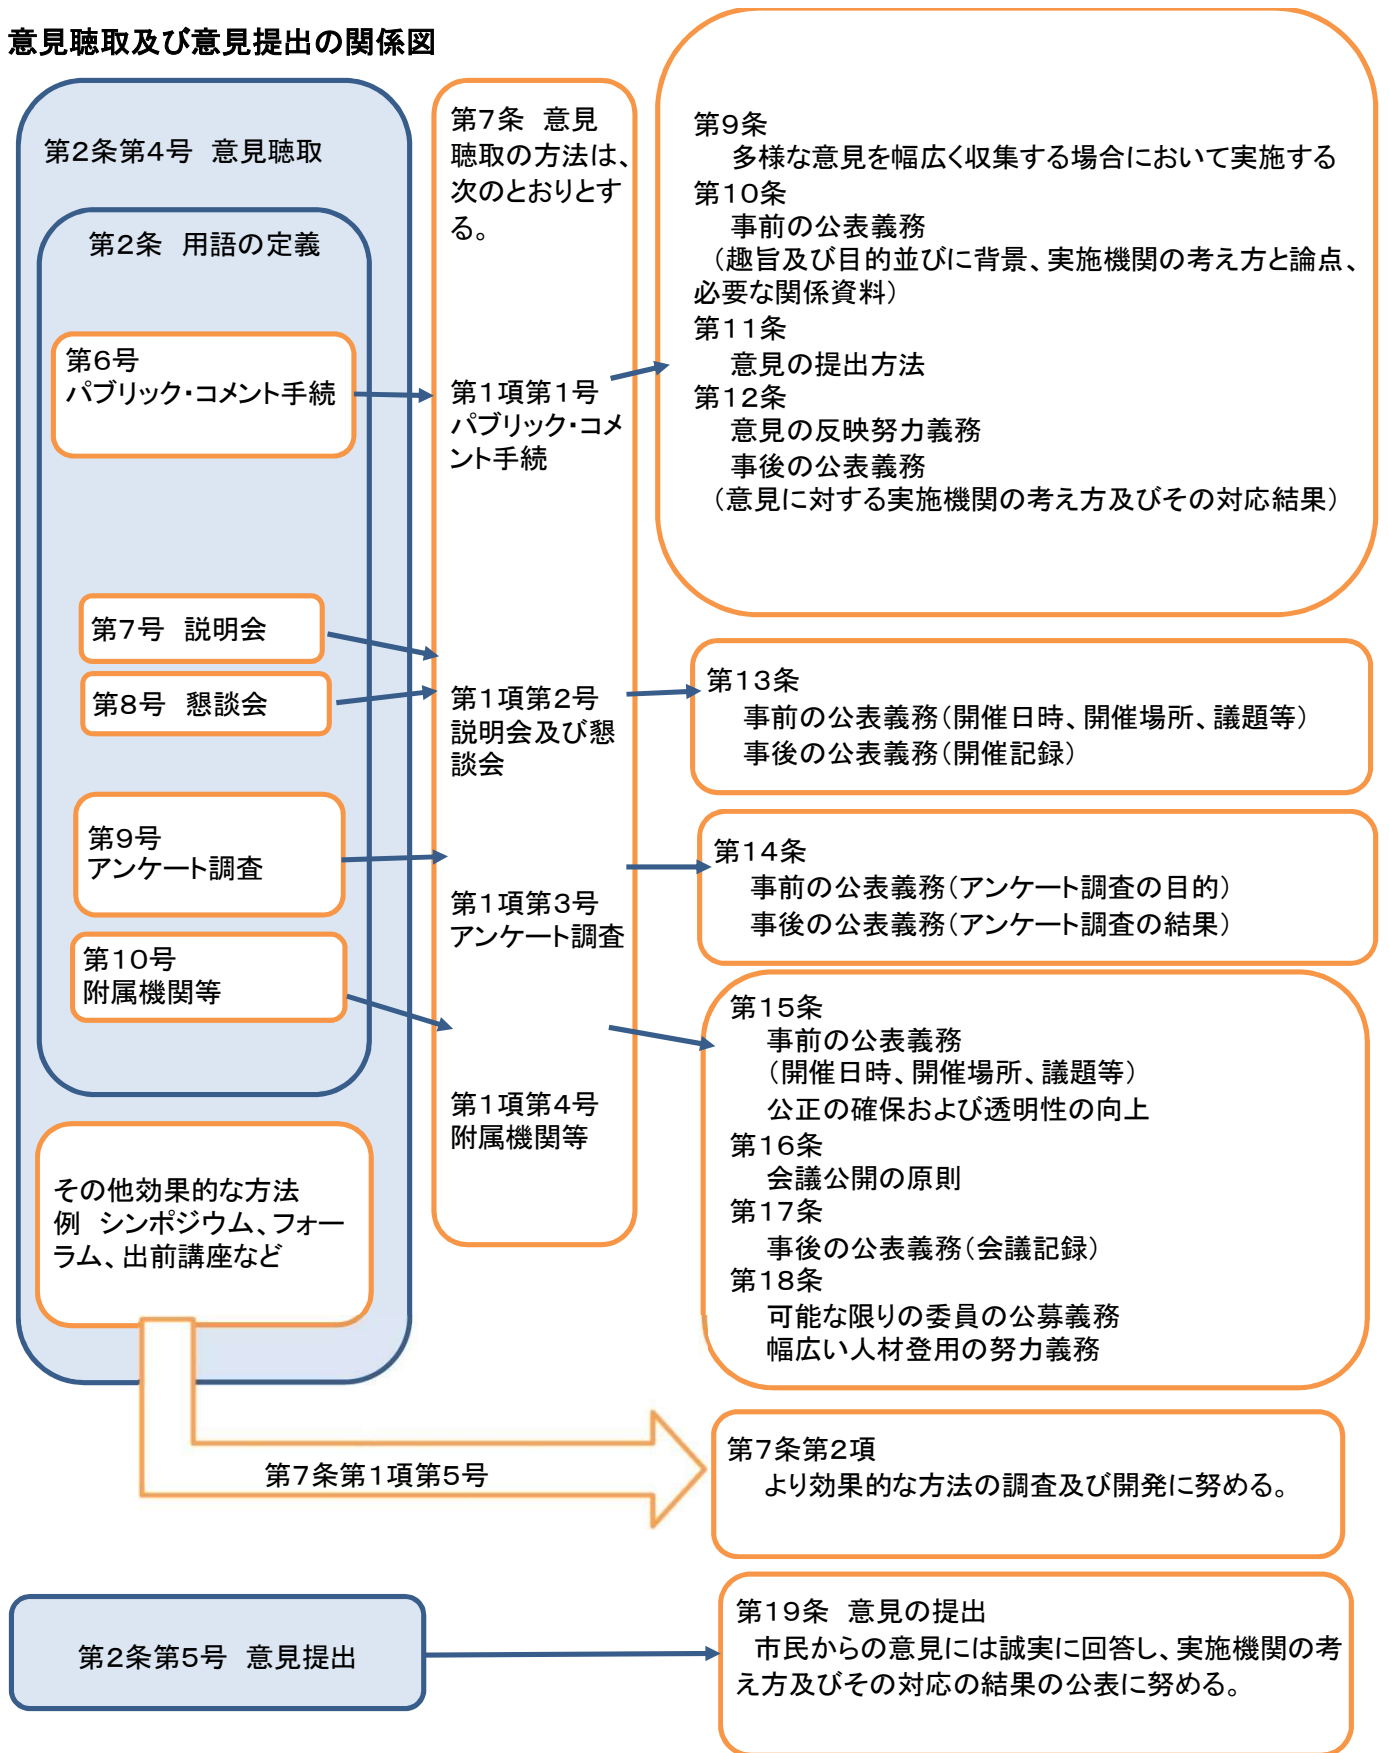 意見聴取及び意見提出の関係図
第2条第4号　意見聴取
第2条　用語の定義
第6号
パブリック・コメント手続
第7号　説明会
第8号　懇談会
第9号
アンケート調査
第10号
附属機関等
その他効果的な方法
例　シンポジウム、フォー
ラム、出前講座など
第7条　意見
聴取の方法は、
次のとおりとす
る。
第1項第1号
パブリック・コメ
ント手続
第1項第2号
説明会及び懇
談会
第1項第3号
アンケート調査
第1項第4号
附属機関等
第9条
多様な意見を幅広く収集する場合において実施する
第10条
事前の公表義務
（趣旨及び目的並びに背景、実施機関の考え方と論点、
必要な関係資料）
第11条
意見の提出方法
第12条
意見の反映努力義務
事後の公表義務
（意見に対する実施機関の考え方及びその対応結果）
第13条
事前の公表義務（開催日時、開催場所、議題等）
事後の公表義務（開催記録）
第14条
事前の公表義務（アンケート調査の目的）
事後の公表義務（アンケート調査の結果）
第15条
事前の公表義務
（開催日時、開催場所、議題等）
公正の確保および透明性の向上
第16条
会議公開の原則
第17条
事後の公表義務（会議記録）
第18条
可能な限りの委員の公募義務
幅広い人材登用の努力義務
第7条第1項第5号
第7条第2項
より効果的な方法の調査及び開発に努める。
第2条第5号　意見提出
第19条　意見の提出
市民からの意見には誠実に回答し、実施機関の考
え方及びその対応の結果の公表に努める。